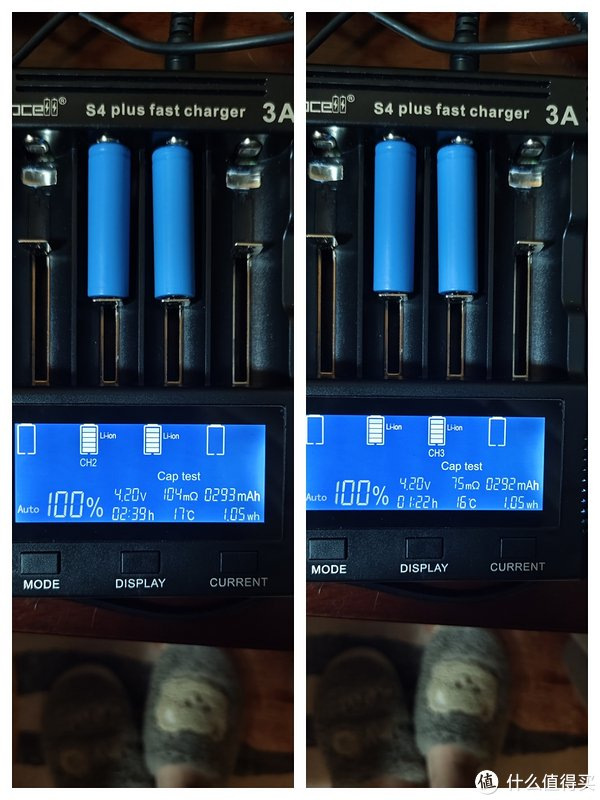 ocell®
S4 plus fast charger 3A
Li-ion Li-ion
CH2
Cap test
Auto 100% 4.20V 104mΩ 0293mAh
02:39h 17℃ 1.05wh
MODE DISPLAY CURRENT
ocell®
S4 plus fast charger 3A
Li-ion Li-ion
CH3
Cap test
Auto 100% 4.20V 75mΩ 0292mAh
01:22h 16℃ 1.05wh
MODE DISPLAY CURRENT
值 什么值得买